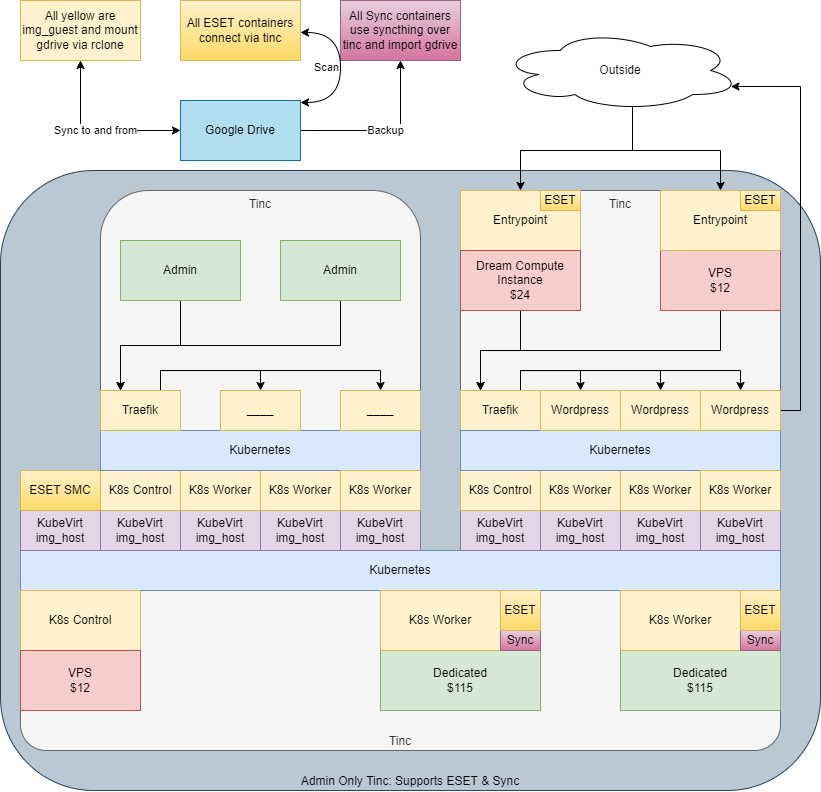 All yellow are
img_guest and mount
gdrive via rclone
All ESET containers
connect via tinc
All Sync containers
use syncthing over
tinc and import gdrive
Scan
Outside
Sync to and from
Google Drive
Backup
Tinc
Tinc
ESET
Entrypoint
ESET
Entrypoint
Admin
Admin
Dream Compute
Instance
$24
VPS
$12
Traefik
____
____
Traefik
Wordpress
Wordpress
Wordpress
Kubernetes
Kubernetes
ESET SMC
K8s Control
K8s Worker
K8s Worker
K8s Worker
K8s Control
K8s Worker
K8s Worker
K8s Worker
KubeVirt
img_host
KubeVirt
img_host
KubeVirt
img_host
KubeVirt
img_host
KubeVirt
img_host
KubeVirt
img_host
KubeVirt
img_host
KubeVirt
img_host
KubeVirt
img_host
Kubernetes
K8s Control
K8s Worker
ESET
Sync
K8s Worker
ESET
Sync
VPS
$12
Dedicated
$115
Dedicated
$115
Tinc
Admin Only Tinc: Supports ESET & Sync